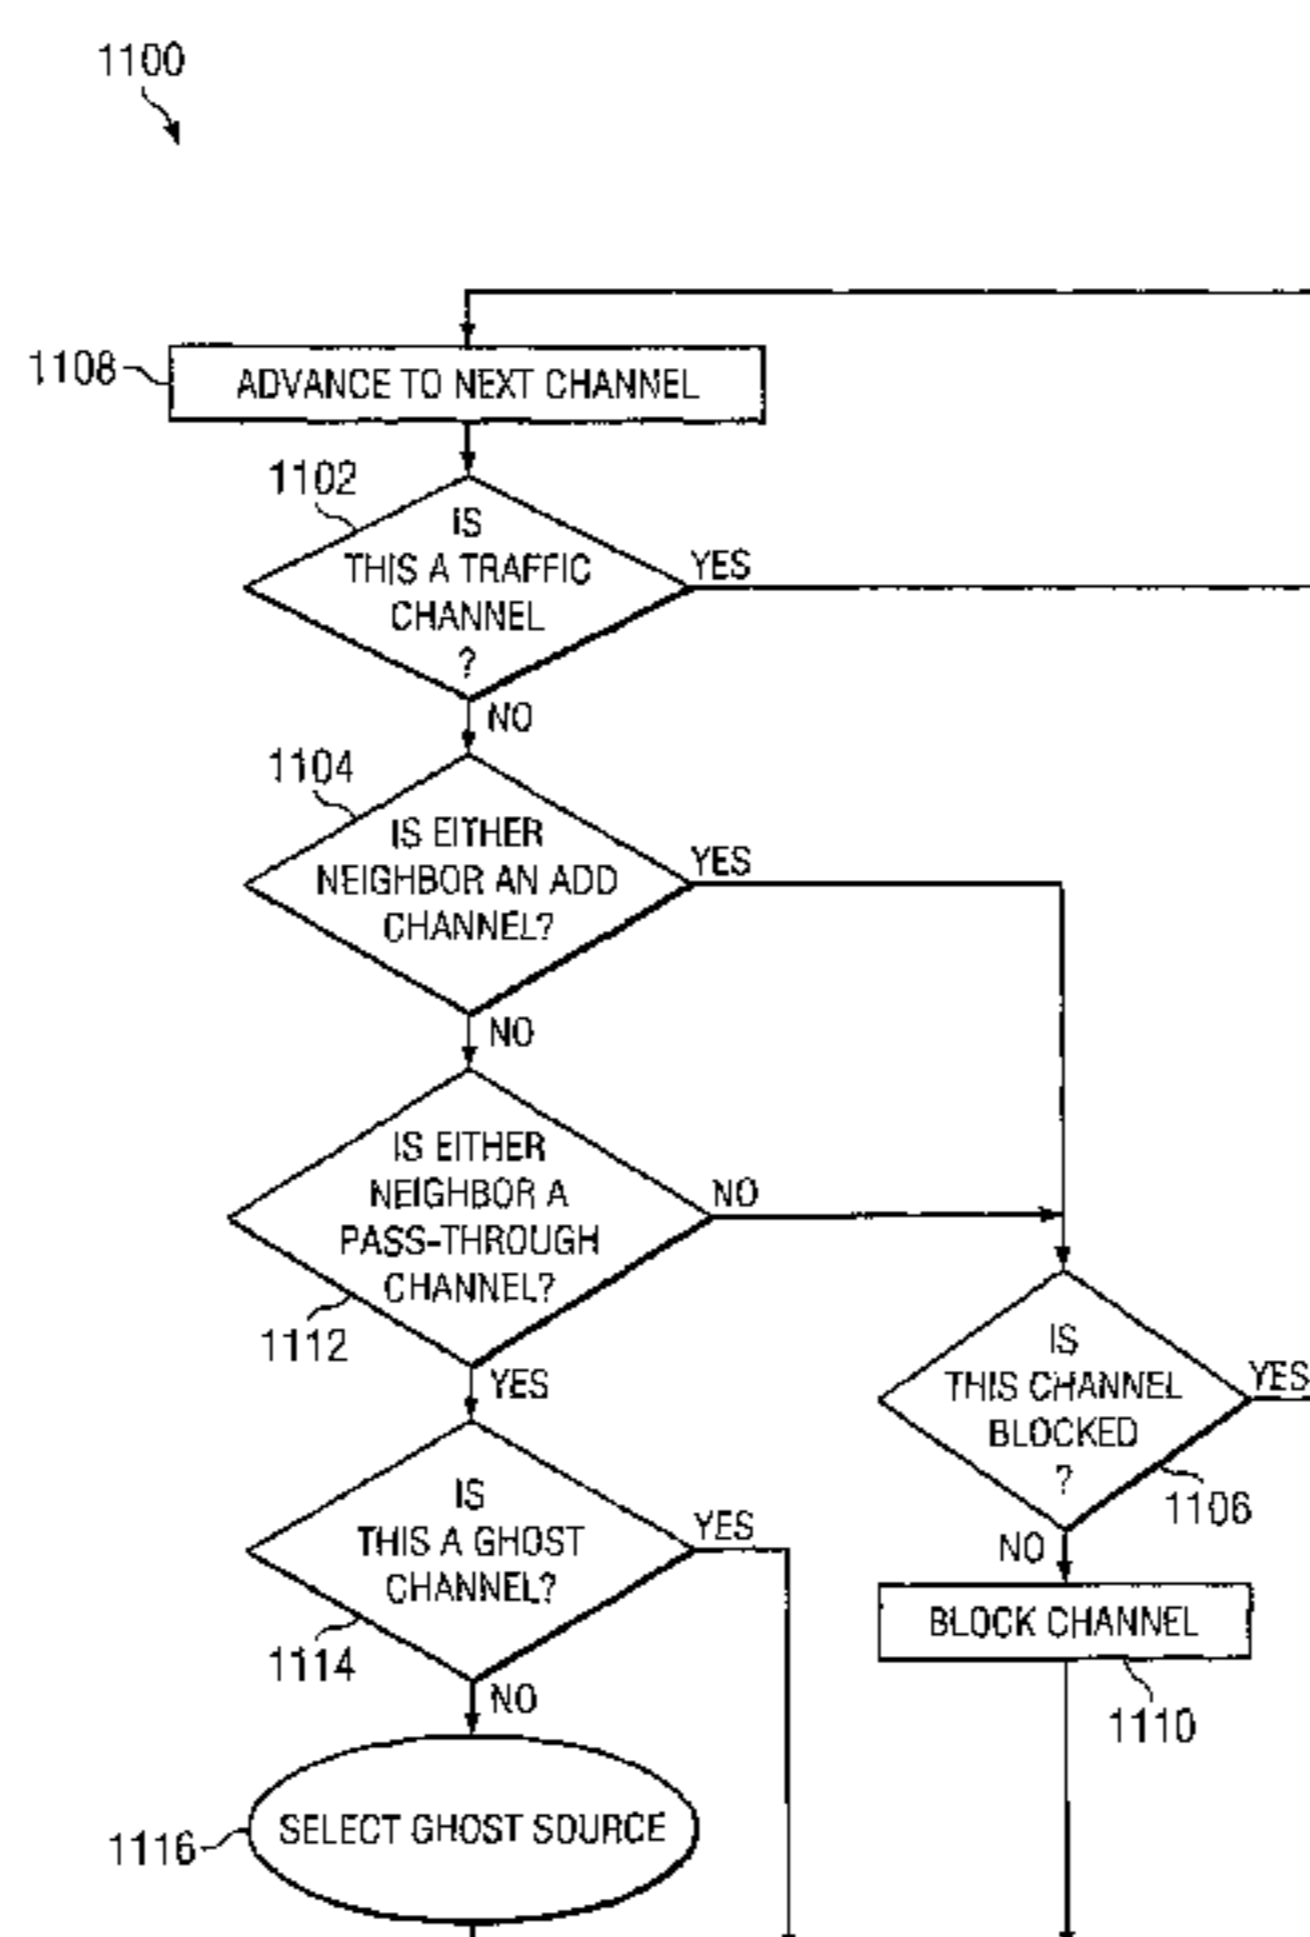 1100
1108
ADVANCE TO NEXT CHANNEL
1102
IS
THIS A TRAFFIC
CHANNEL
?
YES
NO
1104
IS EITHER
NEIGHBOR AN ADD
CHANNEL?
YES
NO
IS EITHER
NEIGHBOR A
PASS-THROUGH
CHANNEL?
NO
1112
YES
IS
THIS CHANNEL
BLOCKED
?
YES
1106
NO
IS
THIS A GHOST
CHANNEL?
YES
1114
NO
BLOCK CHANNEL
1110
SELECT GHOST SOURCE
1116